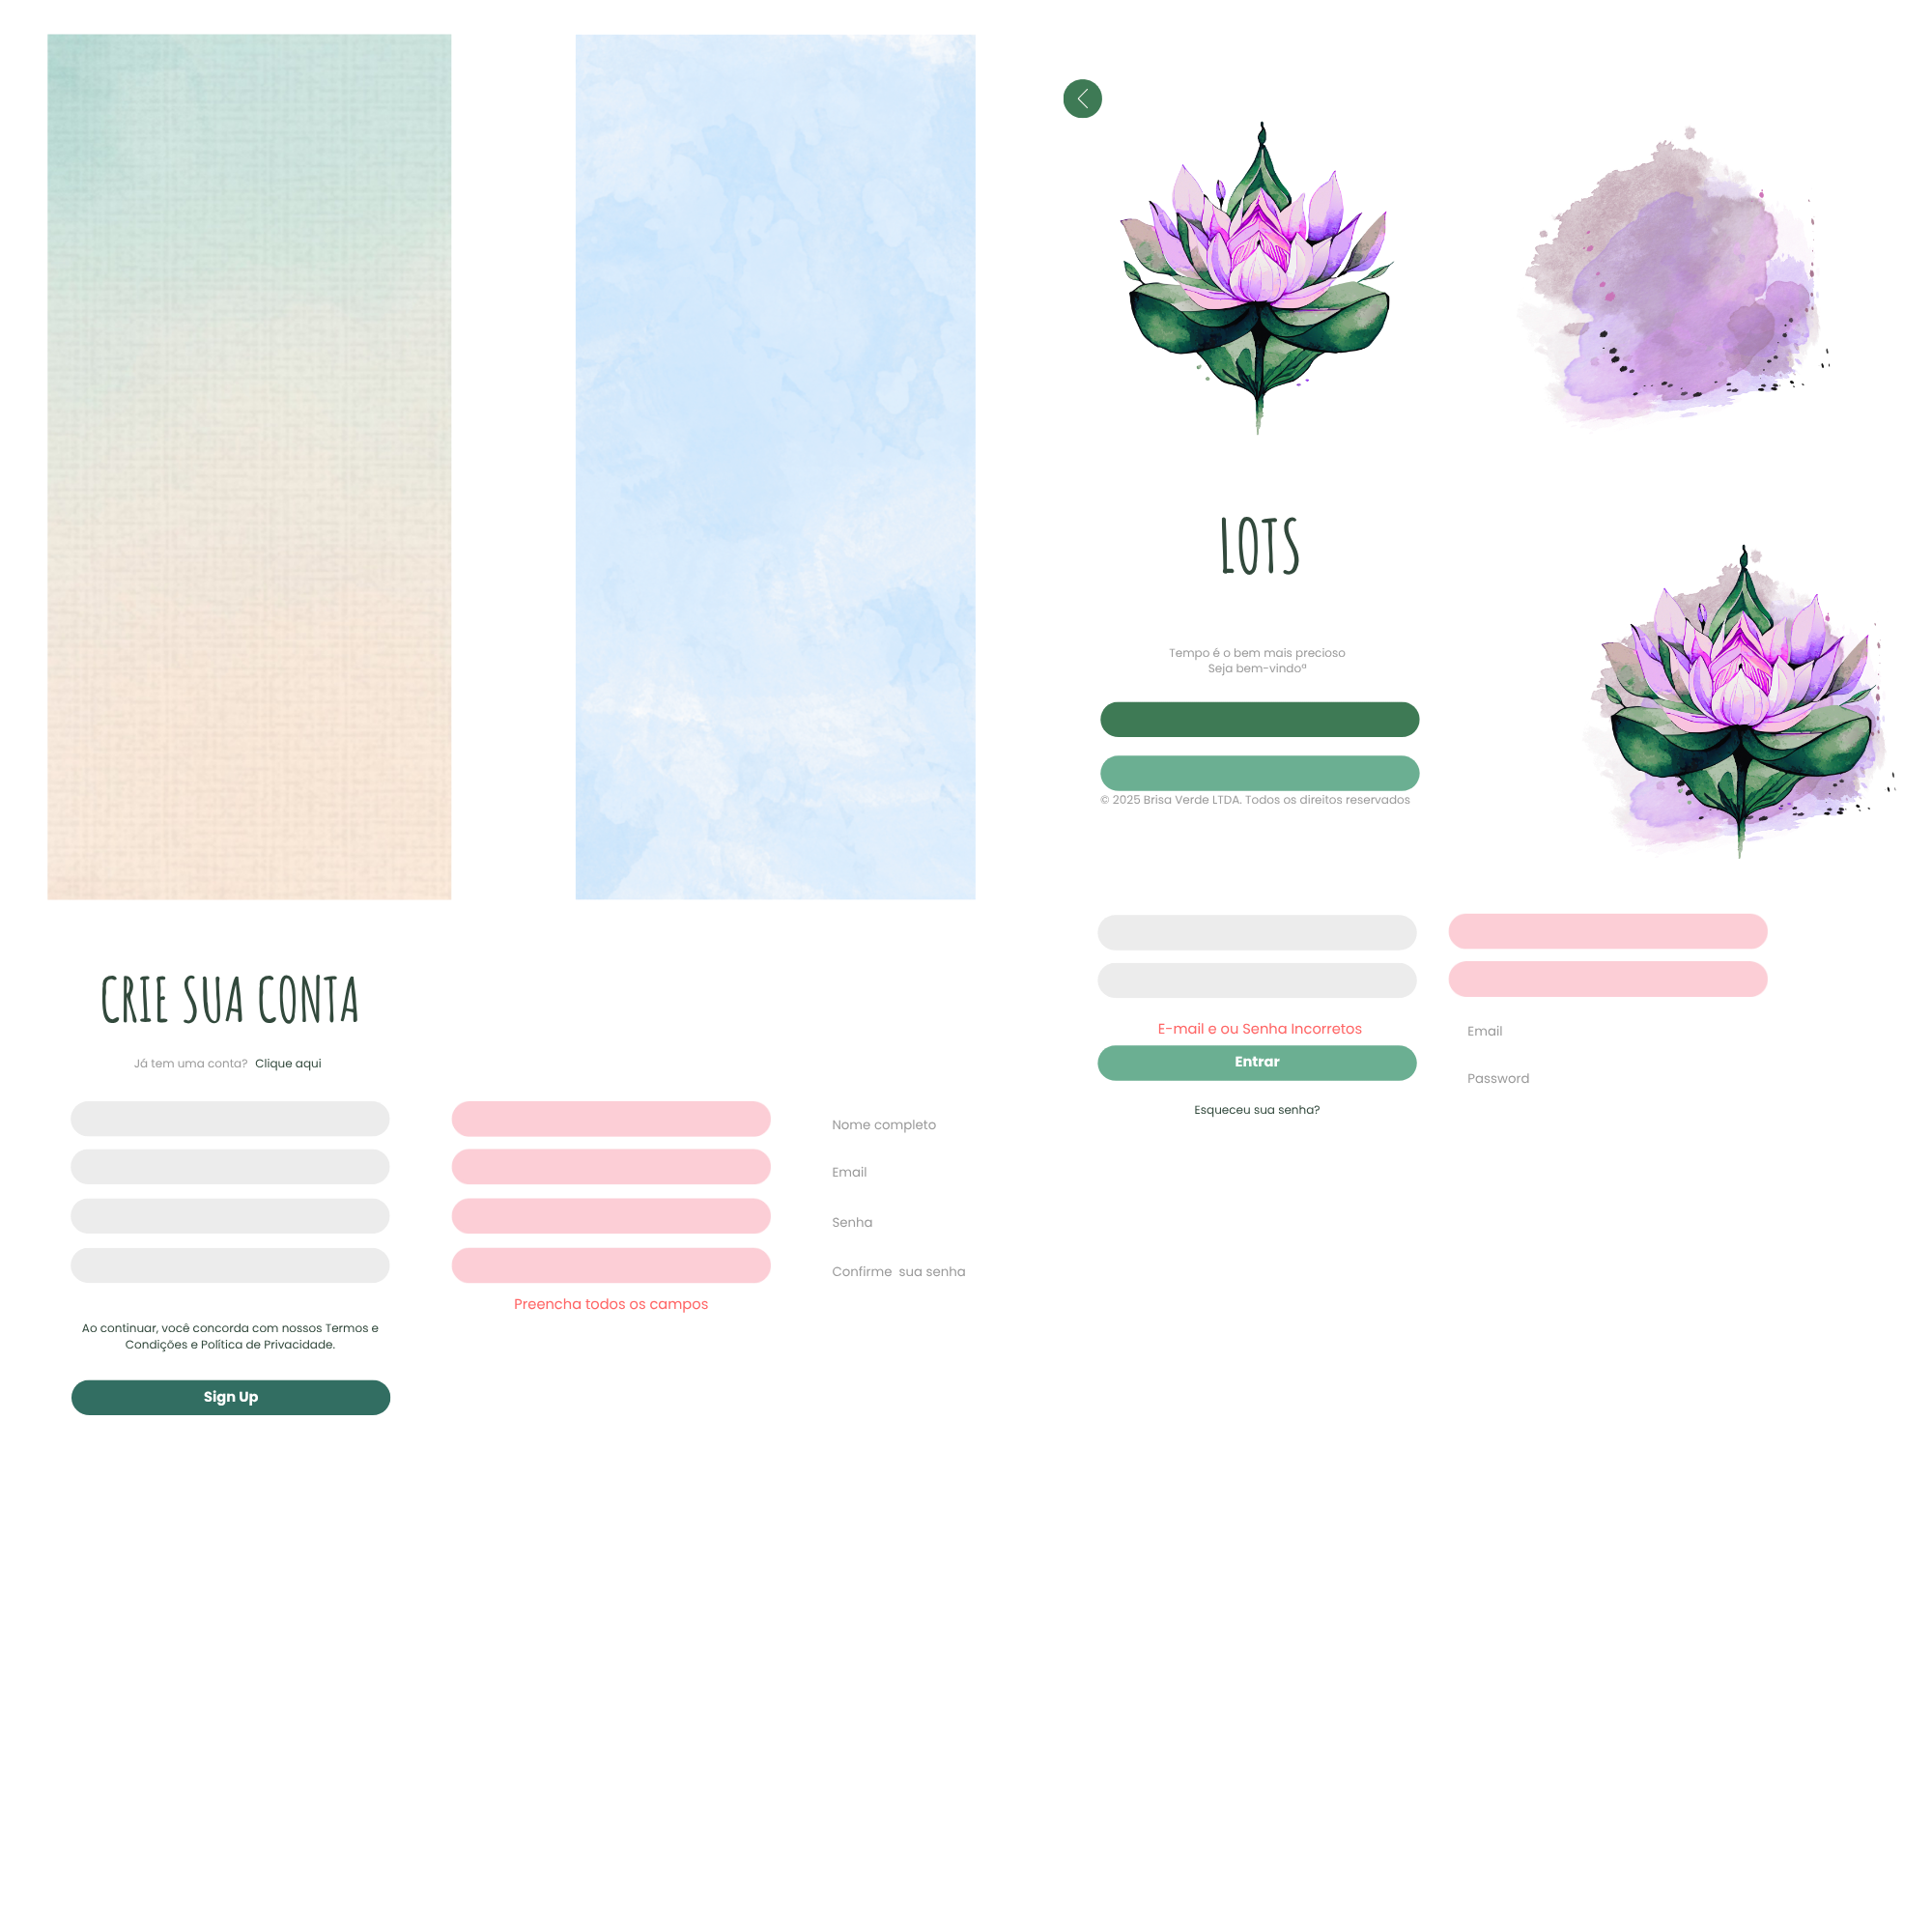 LOTS
Tempo é o bem mais precioso
Seja bem-vindoª
© 2025 Brisa Verde LTDA. Todos os direitos reservados
E-mail e ou Senha Incorretos
Entrar
Esqueceu sua senha?
Email
Password
CRIE SUA CONTA
Já tem uma conta? Clique aqui
Nome completo
Email
Senha
Confirme sua senha
Preencha todos os campos
Ao continuar, você concorda com nossos Termos e
Condições e Política de Privacidade.
Sign Up